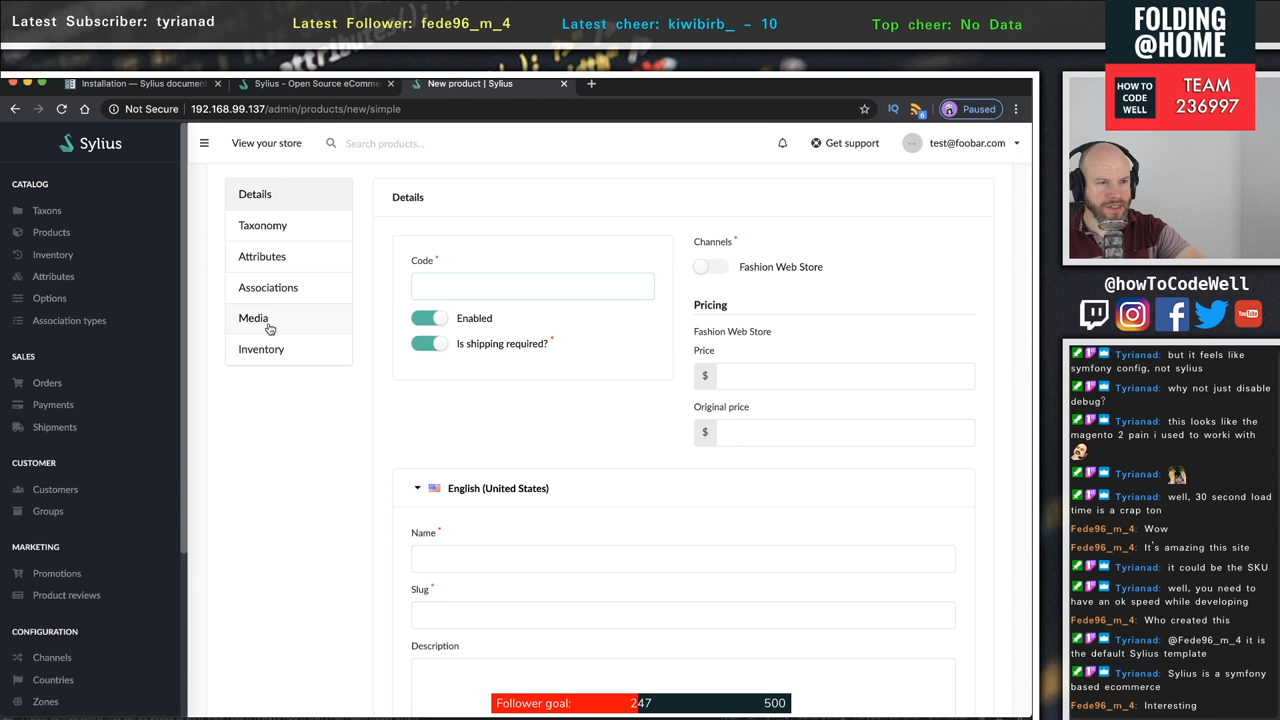 Latest Subscriber: tyrianad
Latest Follower: fede96_m_4
Latest cheer: kiwibirb_ - 10
Top cheer: No Data
FOLDING
@HOME
HOW TO
CODE
WELL
TEAM
236997
Installation — Sylius document
Sylius - Open Source eComme
New product | Sylius
Not Secure
192.168.99.137/admin/products/new/simple
IQ
6
Paused
Sylius
View your store
Search products...
Get support
test@foobar.com
CATALOG
Taxons
Products
Inventory
Attributes
Options
Association types
SALES
Orders
Payments
Shipments
CUSTOMER
Customers
Groups
MARKETING
Promotions
Product reviews
CONFIGURATION
Channels
Countries
Zones
Details
Taxonomy
Attributes
Associations
Media
Inventory
Details
Code *
Enabled
Is shipping required? *
Channels *
Fashion Web Store
Pricing
Fashion Web Store
Price
$
Original price
$
English (United States)
Name *
Slug *
Description
Follower goal:
247
500
@howToCodeWell
You Tube
Tyrianad: but it feels like
symfony config, not sylius
Tyrianad: why not just disable
debug?
Tyrianad: this looks like the
magento 2 pain i used to worki with
Tyrianad:
Tyrianad: well, 30 second load
time is a crap ton
Fede96_m_4: Wow
Fede96_m_4: It's amazing this site
Tyrianad: it could be the SKU
Tyrianad: well, you need to
have an ok speed while developing
Fede96_m_4: Who created this
Tyrianad: @Fede96_m_4 it is
the default Sylius template
Tyrianad: Sylius is a symfony
based ecommerce
Fede96_m_4: Interesting